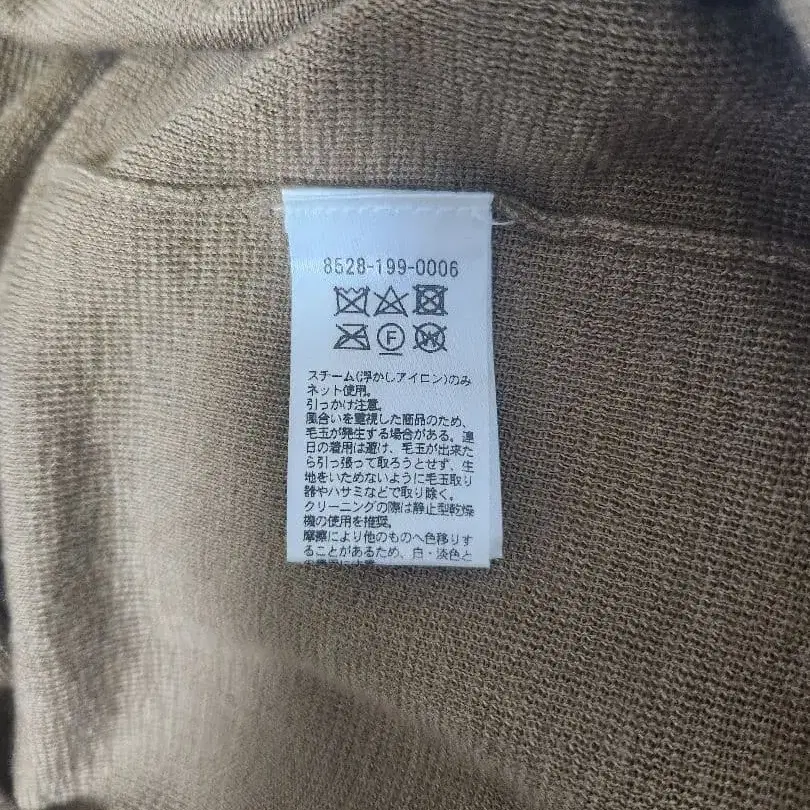 8528-199-0006
F W
スチーム(浮かしアイロン)のみ
ネット使用。
引っかけ注意。
風合いを重視した商品のため、
毛玉が発生する場合がある。連
日の着用は避け、毛玉が出来た
ら引っ張って取ろうとせず、生
地をいためないように毛玉取り
器やハサミなどで取り除く。
クリーニングの際は静止型乾燥
機の使用を推奨。
摩擦により他のものへ色移りす
ることがあるため、白・淡色と